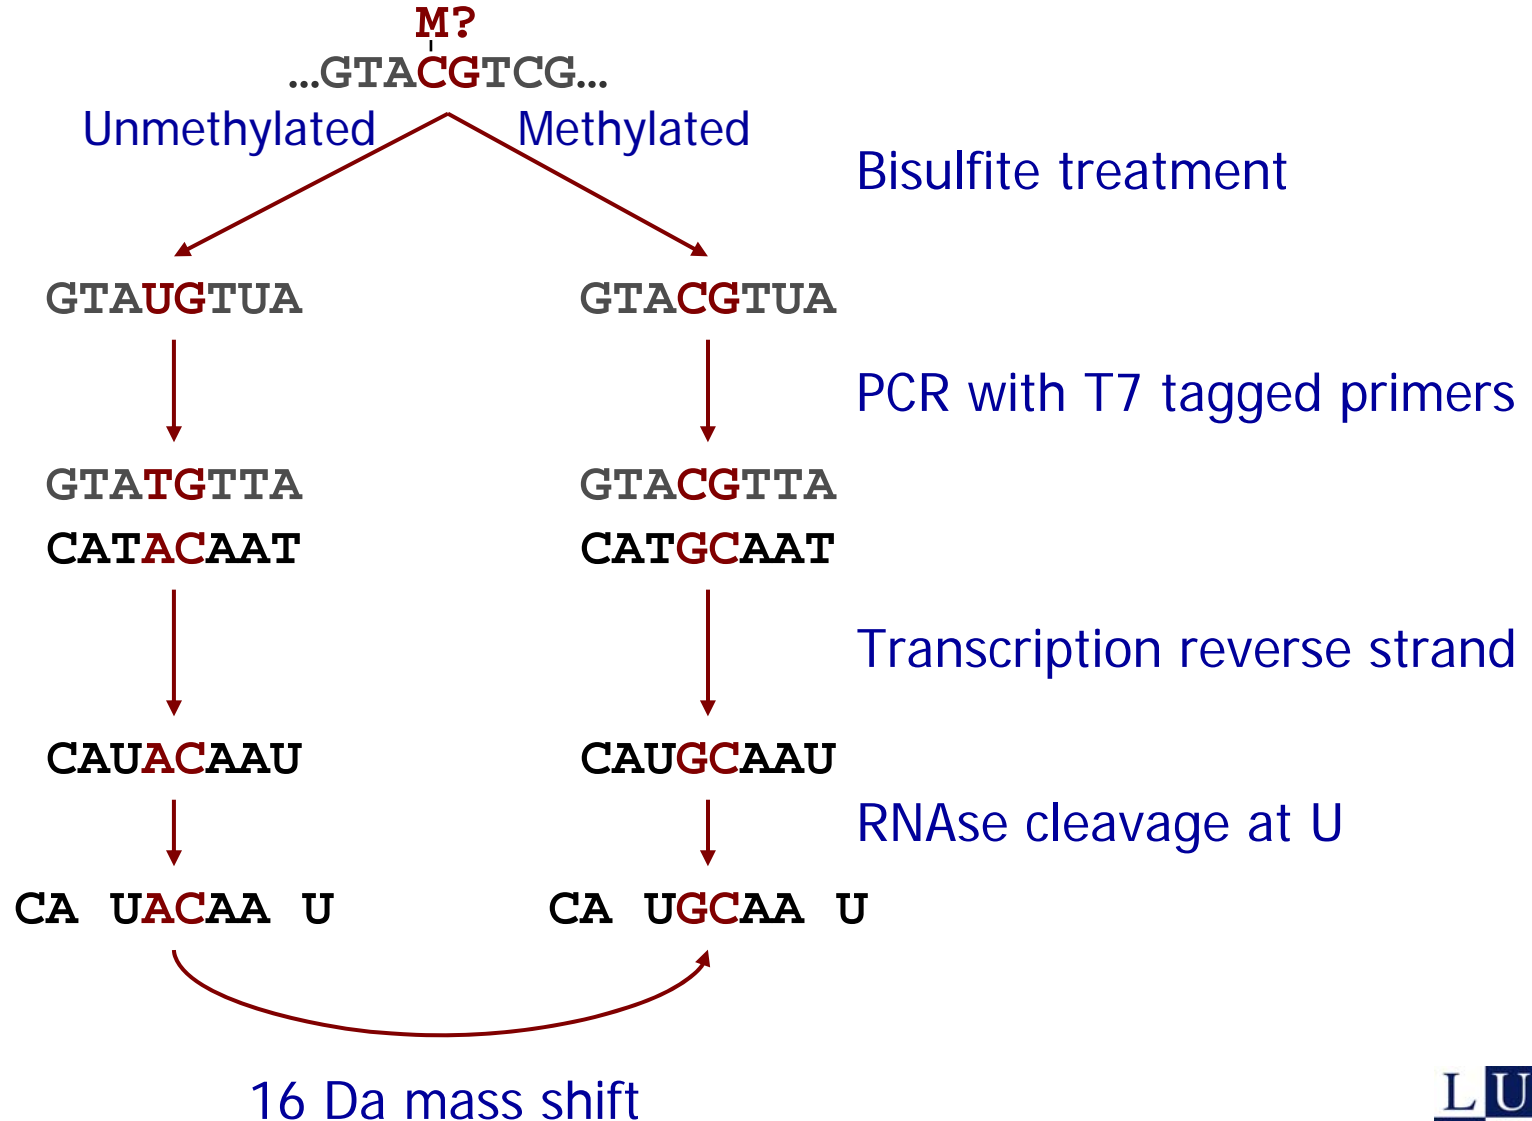 M?
...GTACGTCG...
Unmethylated Methylated
Bisulfite treatment
GTAUGTUA GTACGTUA
PCR with T7 tagged primers
GTATGTTA GTACGTTA
CATACAAT CATGCAAT
Transcription reverse strand
CAUACAAU CAUGCAAU
RNAse cleavage at U
CA UACAA U CA UGCAA U
16 Da mass shift
LU